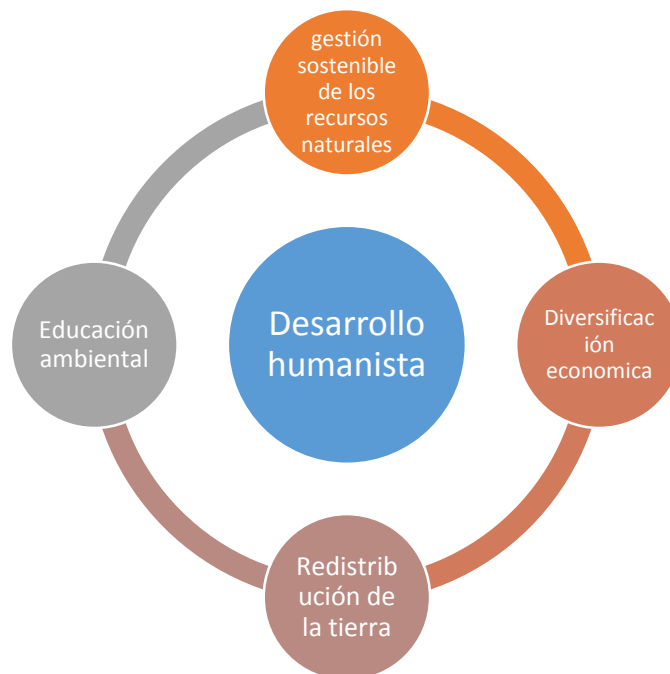 gestión
sostenible
de los
recursos
naturales
Diversificac
ión
economica
Redistrib
ución de
la tierra
Educación
ambiental
Desarrollo
humanista